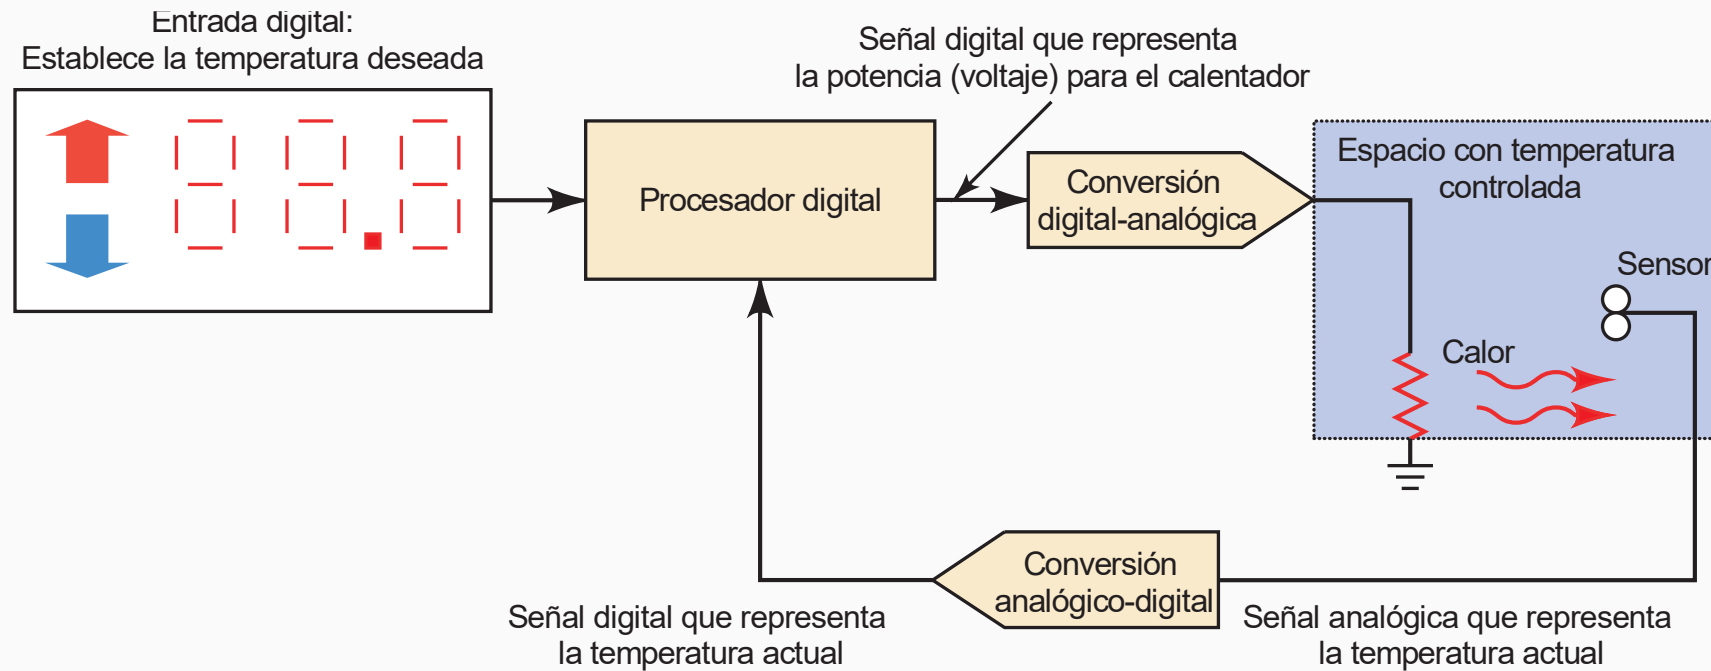 Entrada digital:
Establece la temperatura deseada
Señal digital que representa
la potencia (voltaje) para el calentador
Procesador digital
Conversión
digital-analógica
Espacio con temperatura
controlada
Sensor
Calor
Conversión
analógico-digital
Señal digital que representa
la temperatura actual
Señal analógica que representa
la temperatura actual